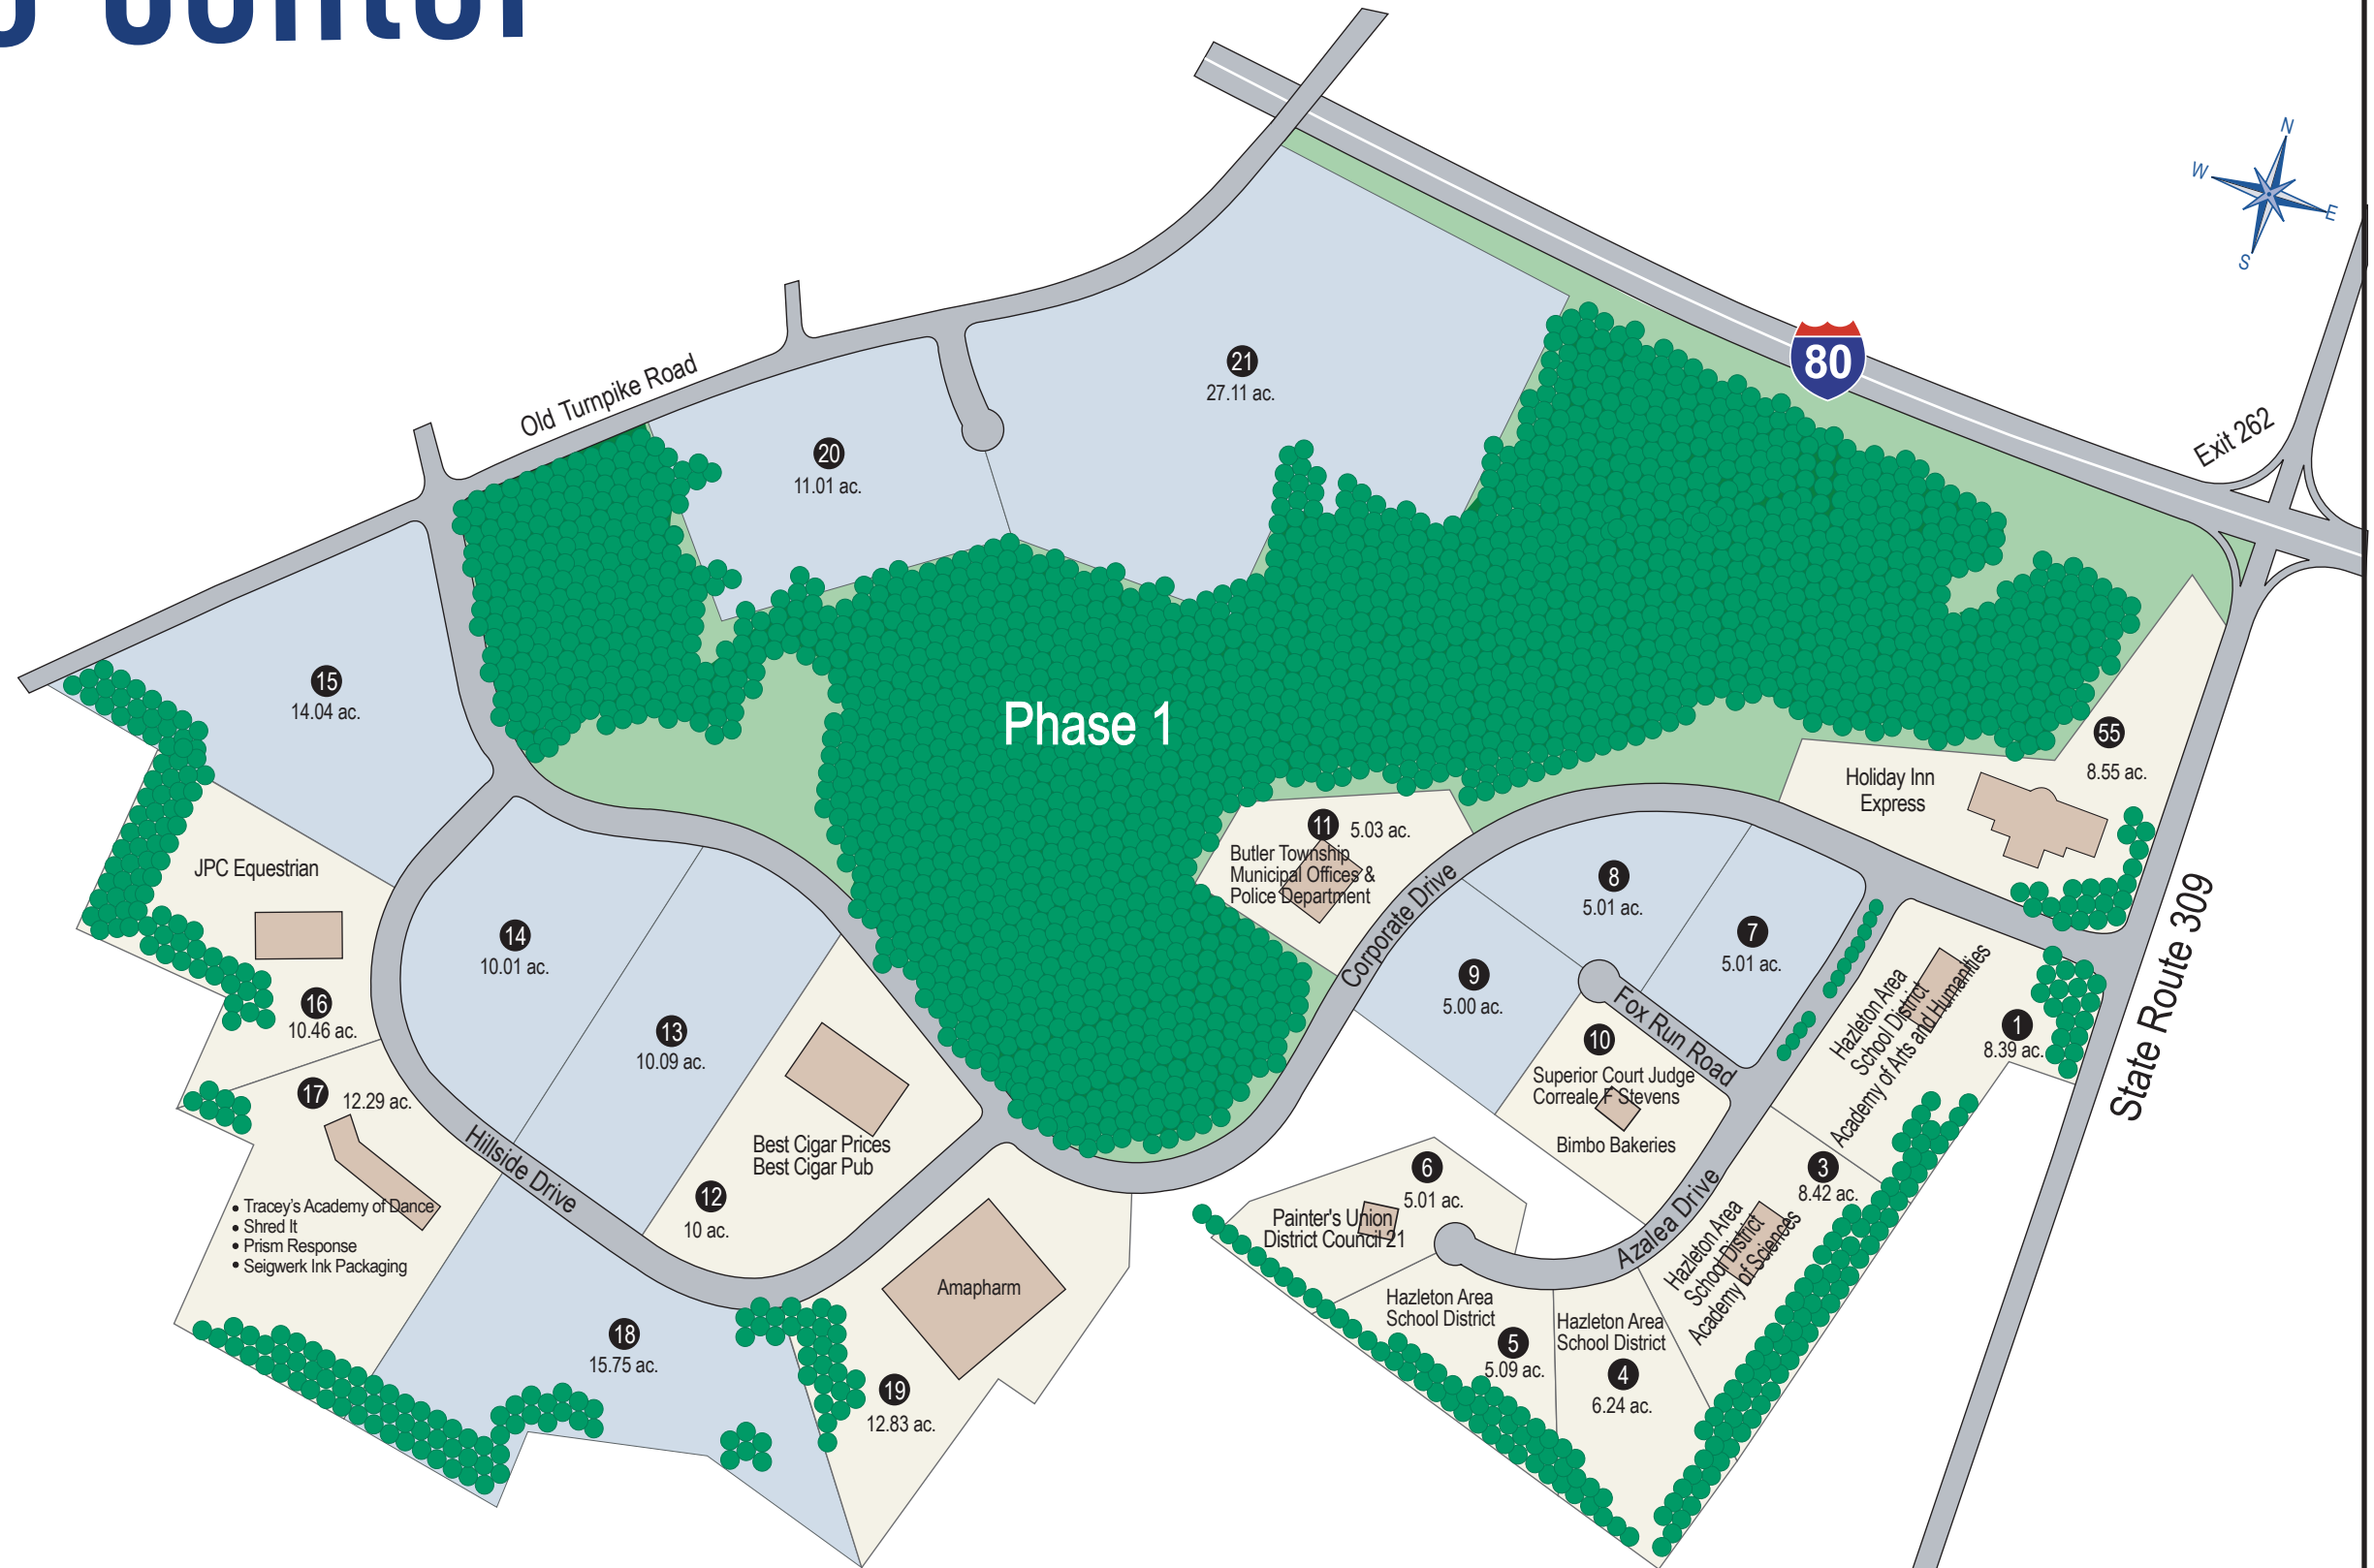 Center
N
W
E
S
80
Exit 262
Old Turnpike Road
21
27.11 ac.
20
11.01 ac.
15
14.04 ac.
Phase 1
55
8.55 ac.
Holiday Inn
Express
11 5.03 ac.
Butler Township
Municipal Offices &
Police Department
JPC Equestrian
16
10.46 ac.
14
10.01 ac.
13
10.09 ac.
Corporate Drive
8
5.01 ac.
7
5.01 ac.
9
5.00 ac.
Fox Run Road
10
Superior Court Judge
Correale F Stevens
Bimbo Bakeries
Hazleton Area
School District
Academy of Arts and Humanities
1
8.39 ac.
State Route 309
17 12.29 ac.
Tracey's Academy of Dance
Shred It
Prism Response
Seigwerk Ink Packaging
Hillside Drive
Best Cigar Prices
Best Cigar Pub
12
10 ac.
6
5.01 ac.
Painter's Union
District Council 21
Azalea Drive
3
8.42 ac.
Hazleton Area
School District
Academy of Sciences
Amapharm
Hazleton Area
School District
5
5.09 ac.
Hazleton Area
School District
4
6.24 ac.
18
15.75 ac.
19
12.83 ac.